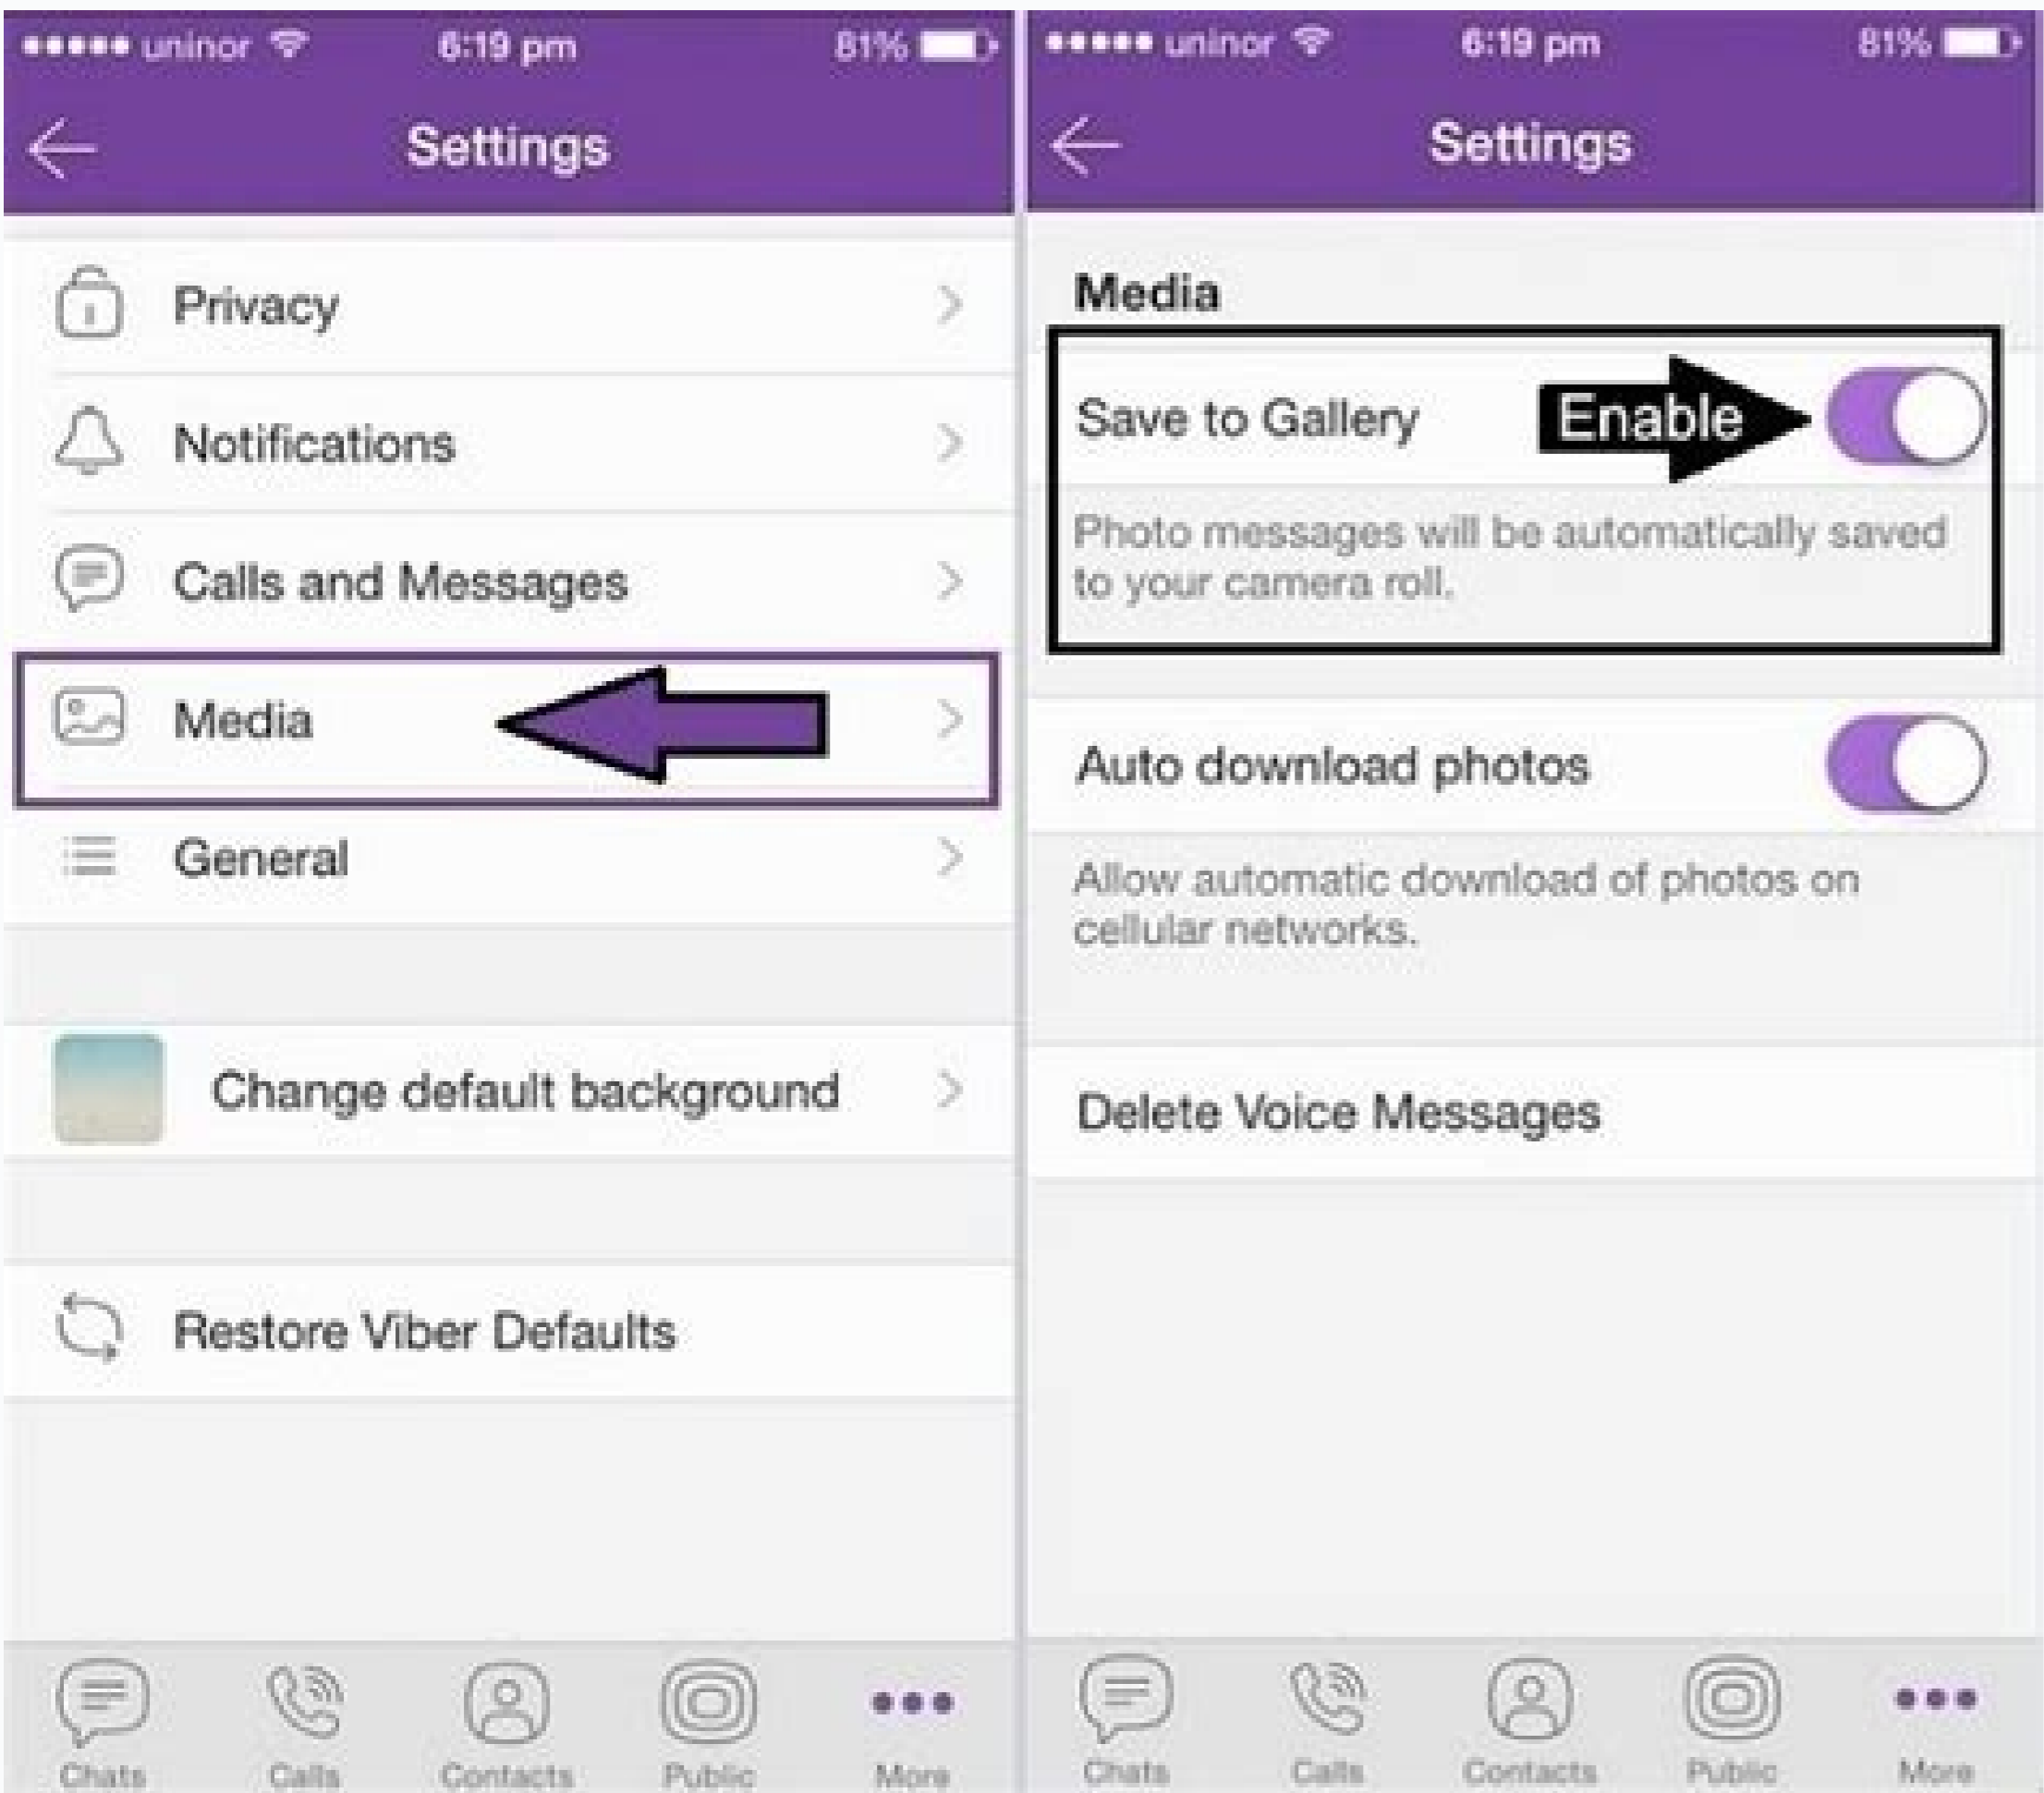 uninor 6:19 pm 81%
Settings
Privacy
Notifications
Calls and Messages
Media
General
Change default background
Restore Viber Defaults
Chats Calls Contacts Public More
uninor 6:19 pm 81%
Settings
Media
Save to Gallery Enable
Photo messages will be automatically saved
to your camera roll.
Auto download photos
Allow automatic download of photos on
cellular networks.
Delete Voice Messages
Chats Calls Contacts Public More